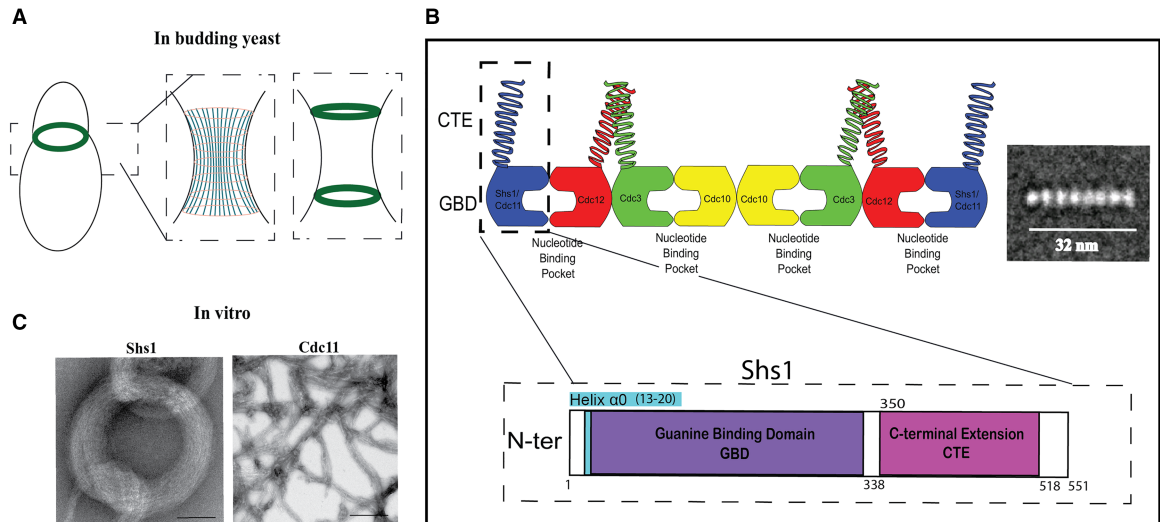 A
In budding yeast
B
CTE
GBD
Shs1/
Cdc11
Cdc12
Cdc3
Cdc10
Cdc10
Cdc3
Cdc12
Shs1/
Cdc11
Nucleotide
Binding
Pocket
Nucleotide
Binding
Pocket
Nucleotide
Binding
Pocket
Nucleotide
Binding
Pocket
32 nm
C
In vitro
Shs1
Cdc11
Shs1
Helix α0 (13-20)
350
N-ter
Guanine Binding Domain
GBD
C-terminal Extension
CTE
1
338
518
551